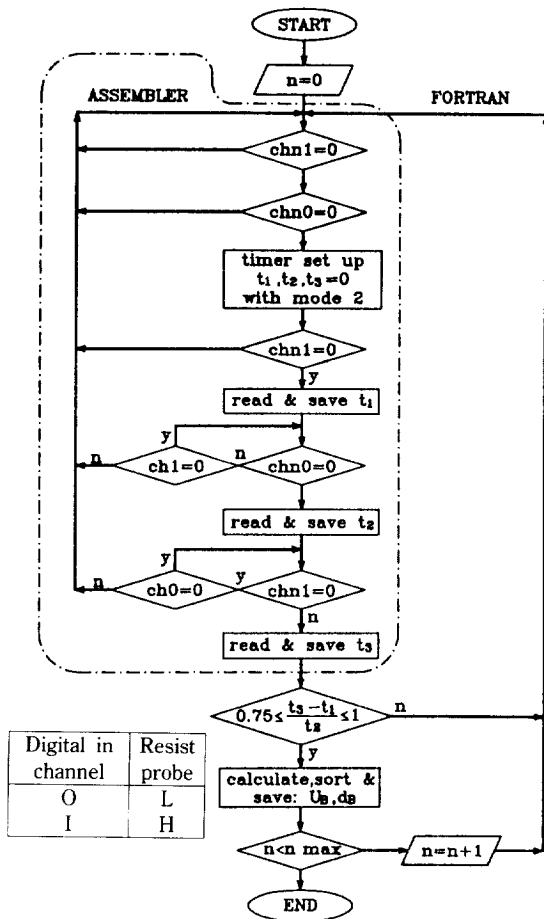 START
n=0
ASSEMBLER
FORTRAN
chn1=0
chn0=0
timer set up
t₁,t₂,t₃=0
with mode 2
chn1=0
y
read & save t₁
y
n
ch1=0
n
chn0=0
read & save t₂
y
n
ch0=0
y
chn1=0
n
read & save t₃
0.75≤(t₃−t₁)/t₂≤1
n
y
calculate,sort &
save: U_B,d_B
n<n max
n=n+1
END
Digital in channel Resist probe
O L
I H